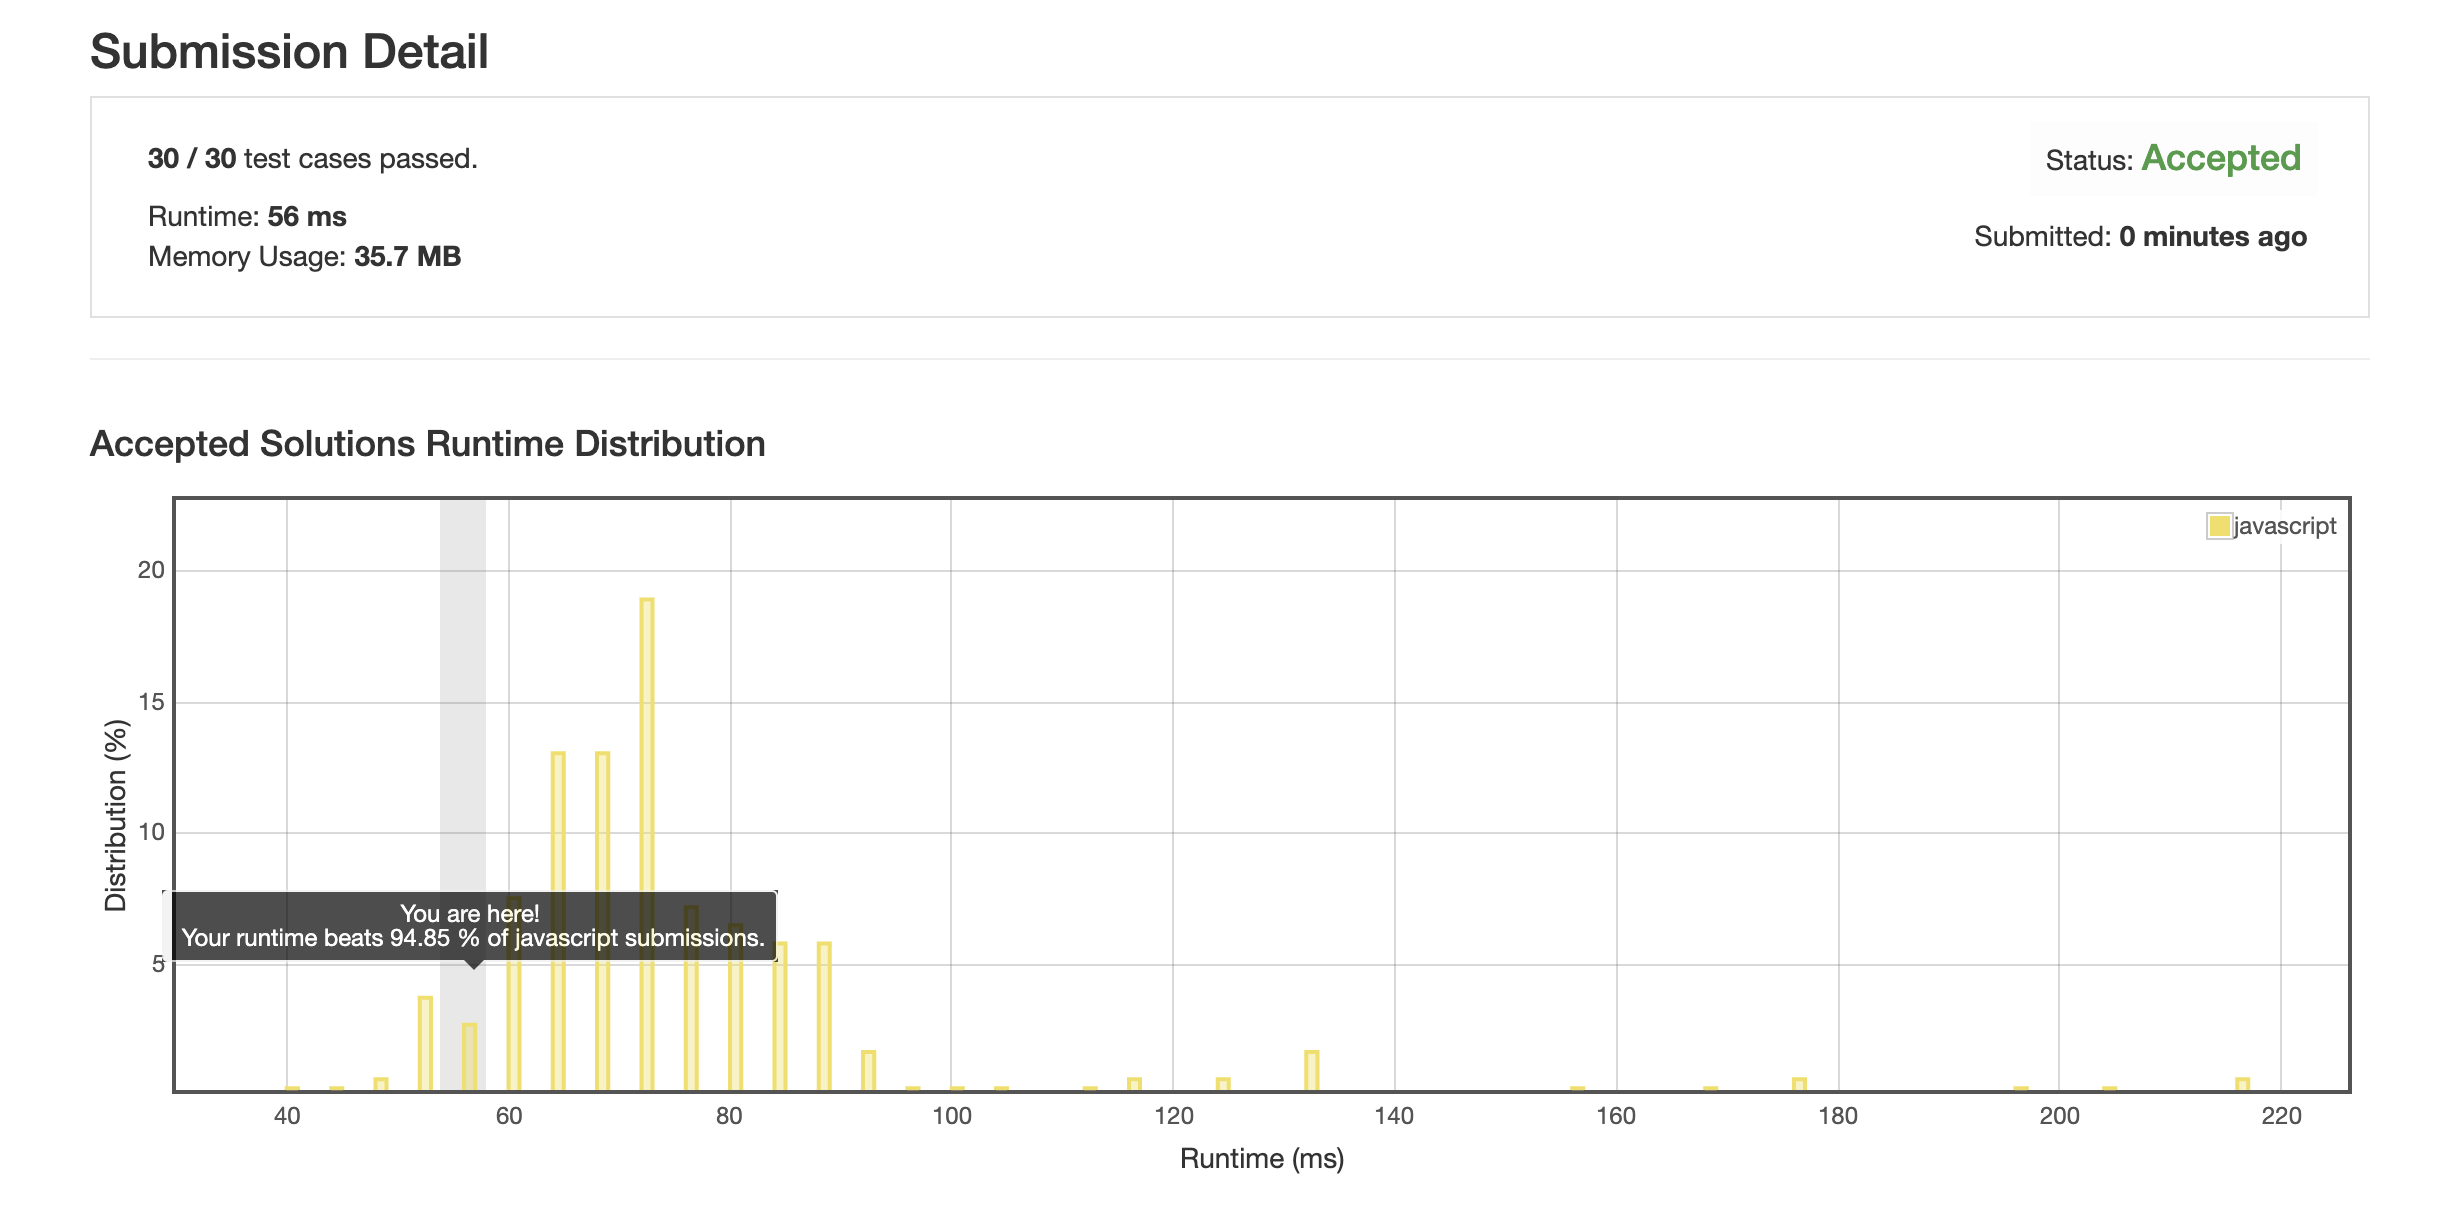 Submission Detail
30 / 30 test cases passed.
Status: Accepted
Runtime: 56 ms
Memory Usage: 35.7 MB
Submitted: 0 minutes ago
Accepted Solutions Runtime Distribution
javascript
20
15
10
5
Distribution (%)
You are here!
Your runtime beats 94.85 % of javascript submissions.
40 60 80 100 120 140 160 180 200 220
Runtime (ms)